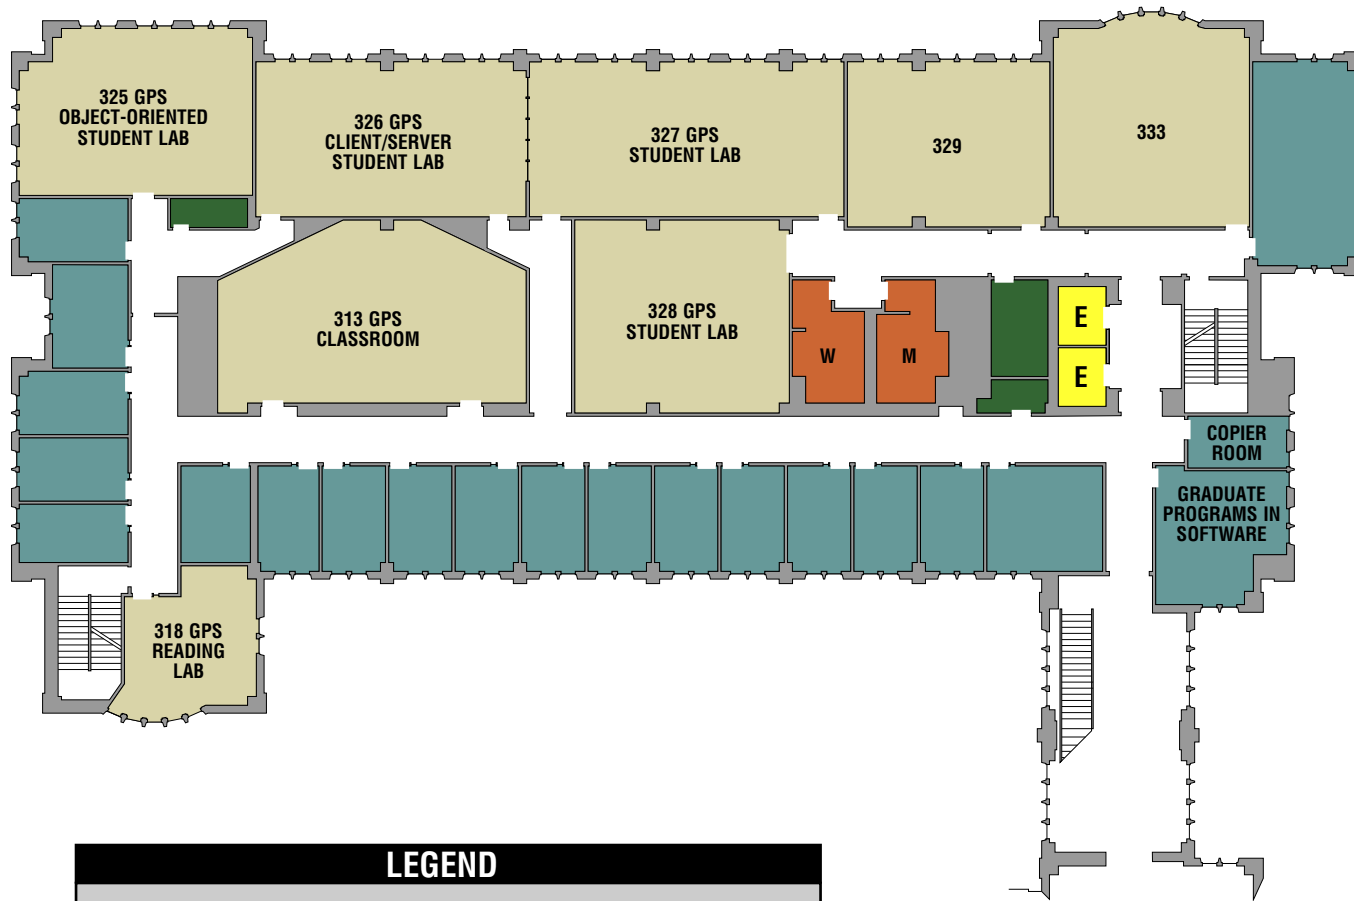 325 GPS
OBJECT-ORIENTED
STUDENT LAB
326 GPS
CLIENT/SERVER
STUDENT LAB
327 GPS
STUDENT LAB
329
333
313 GPS
CLASSROOM
328 GPS
STUDENT LAB
W
M
E
E
COPIER
ROOM
GRADUATE
PROGRAMS IN
SOFTWARE
318 GPS
READING
LAB
LEGEND